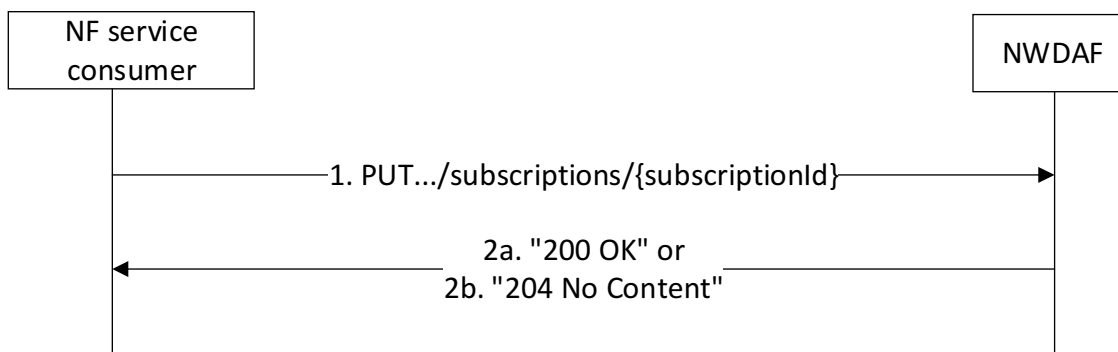 NF service
consumer
NWDAF
1. PUT.../subscriptions/{subscriptionId}
2a. "200 OK" or
2b. "204 No Content"